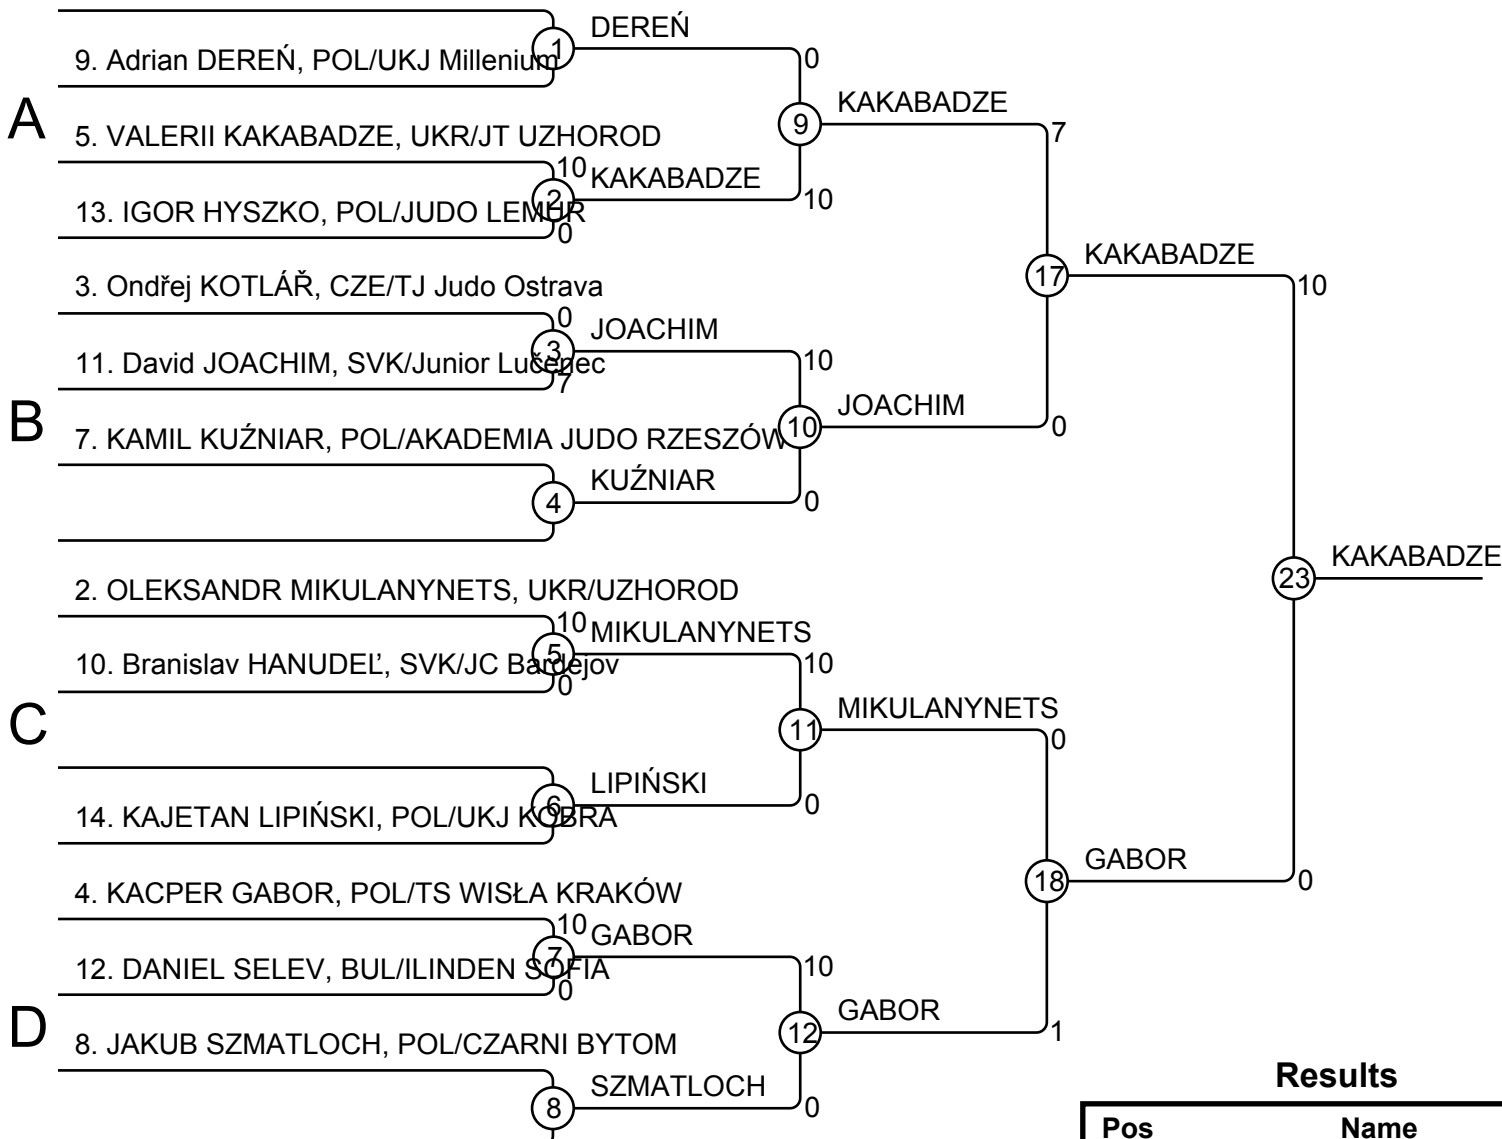 DEREŃ
0
9. Adrian DEREŃ, POL/UKJ Millenium
1
A
KAKABADZE
9
7
5. VALERII KAKABADZE, UKR/JT UZHOROD
10
KAKABADZE
2
10
13. IGOR HYSZKO, POL/JUDO LEMUR
0
KAKABADZE
17
10
3. Ondřej KOTLÁŘ, CZE/TJ Judo Ostrava
0
JOACHIM
3
10
11. David JOACHIM, SVK/Junior Lučenec
7
B
JOACHIM
10
0
7. KAMIL KUŹNIAR, POL/AKADEMIA JUDO RZESZÓW
KUŹNIAR
4
0
KAKABADZE
23
2. OLEKSANDR MIKULANYNETS, UKR/UZHOROD
10
MIKULANYNETS
5
10
10. Branislav HANUDEĽ, SVK/JC Bardejov
0
C
MIKULANYNETS
11
0
LIPIŃSKI
6
0
14. KAJETAN LIPIŃSKI, POL/UKJ KOBRA
GABOR
18
0
4. KACPER GABOR, POL/TS WISŁA KRAKÓW
10
GABOR
7
10
12. DANIEL SELEV, BUL/ILINDEN SOFIA
0
D
GABOR
12
1
8. JAKUB SZMATLOCH, POL/CZARNI BYTOM
SZMATLOCH
8
0
Results
Pos Name